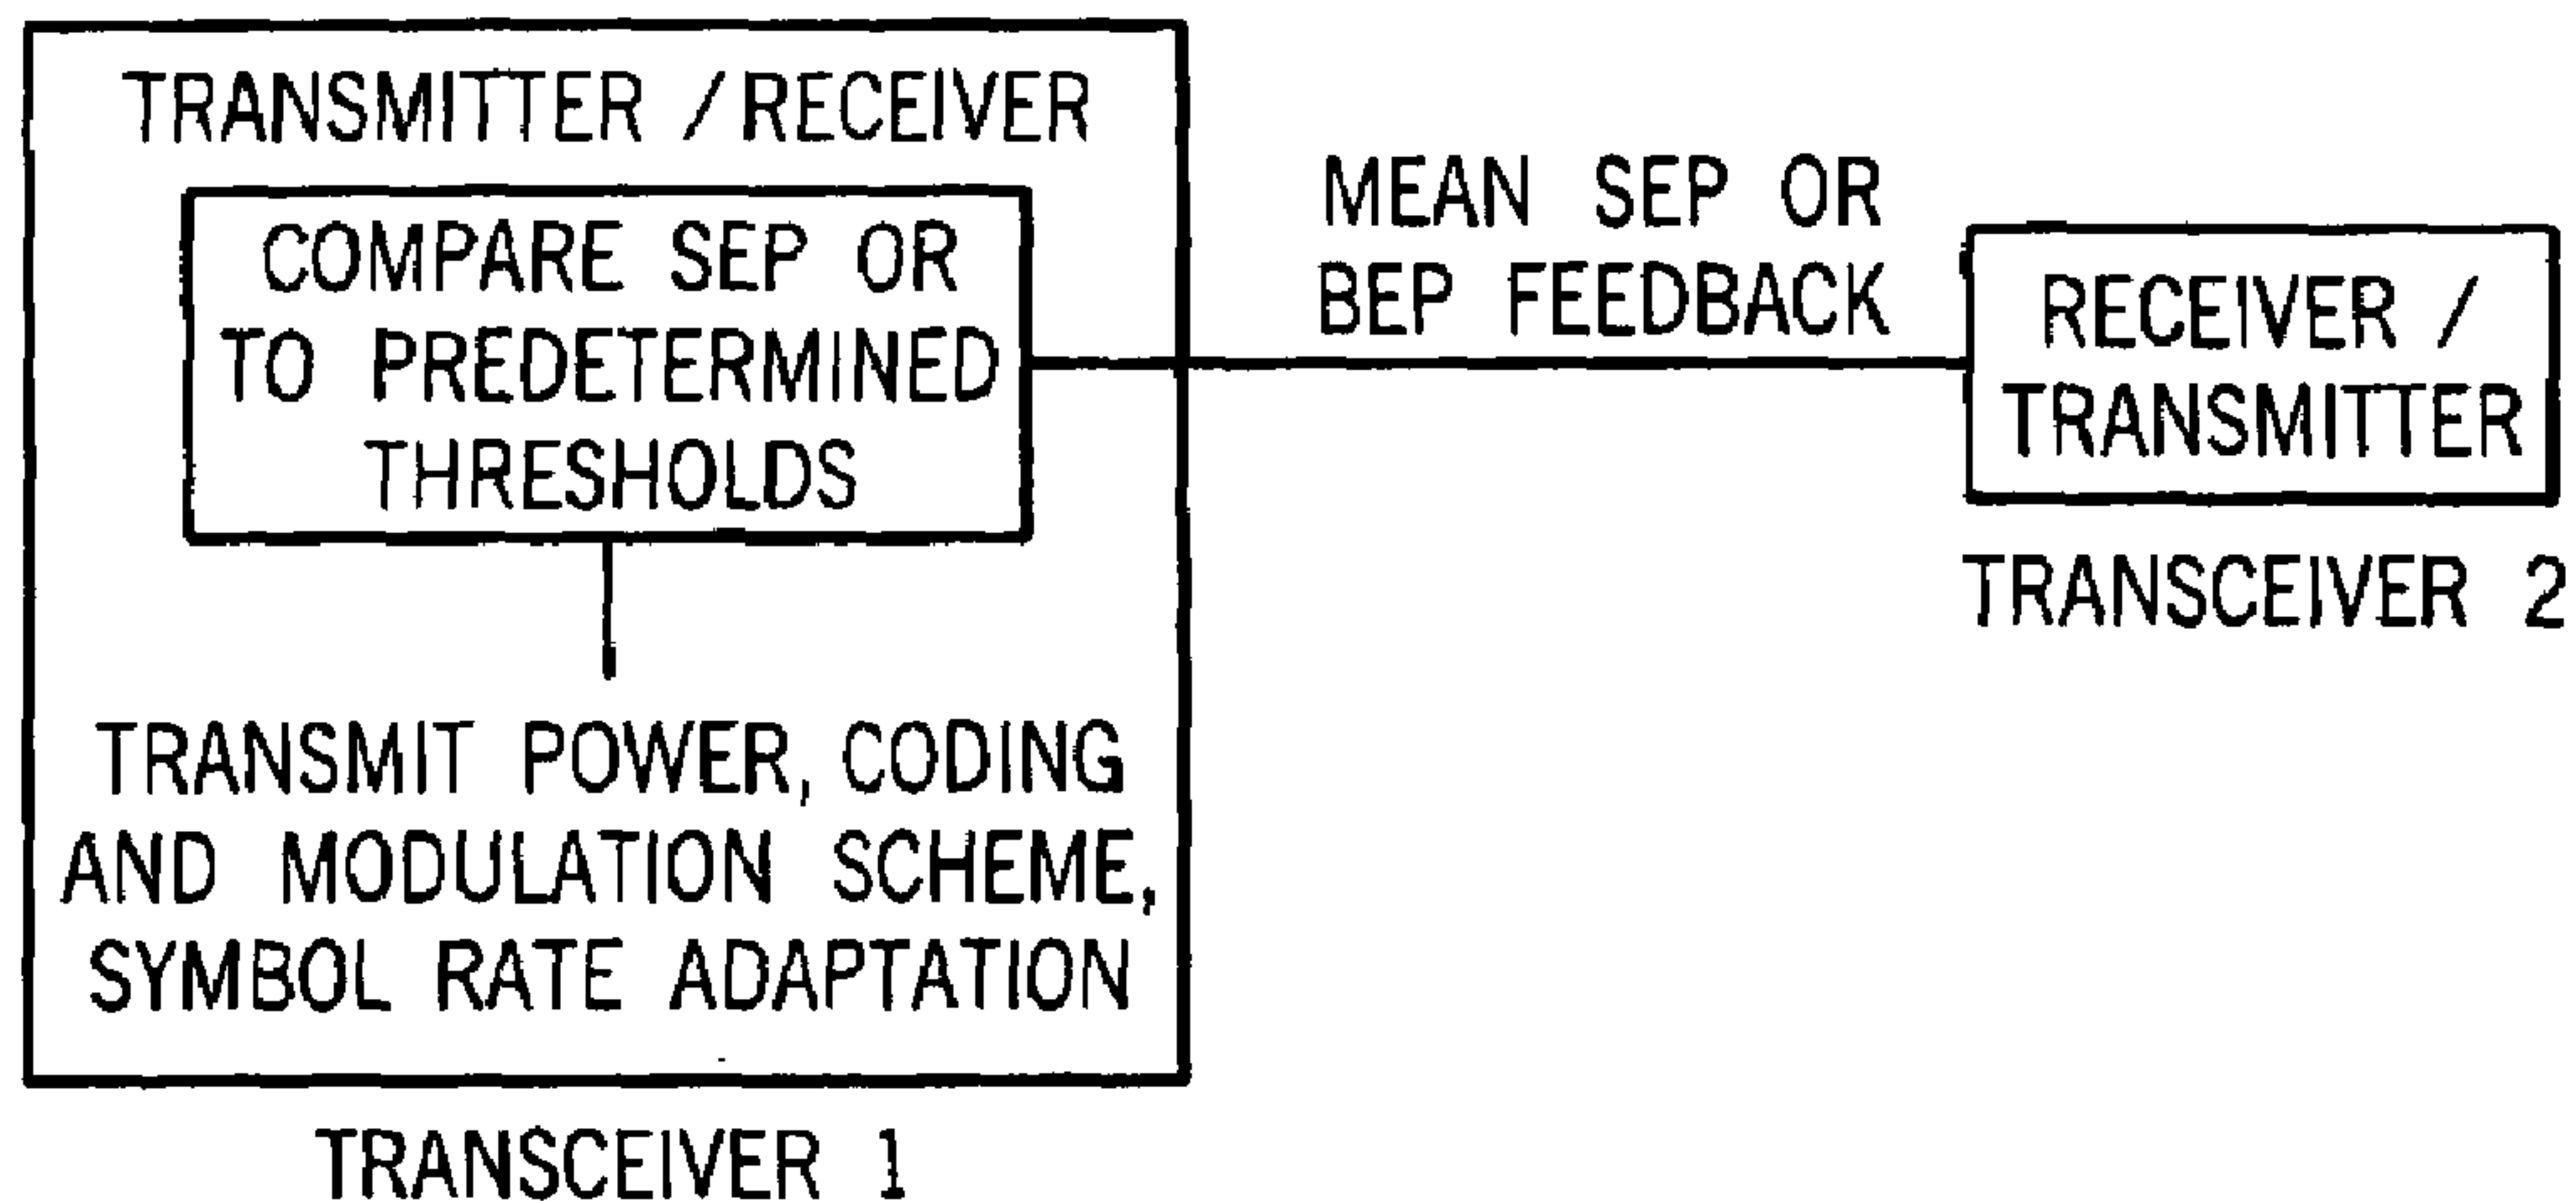 TRANSMITTER / RECEIVER
COMPARE SEP OR
TO PREDETERMINED
THRESHOLDS
TRANSMIT POWER, CODING
AND MODULATION SCHEME,
SYMBOL RATE ADAPTATION
TRANSCEIVER 1
MEAN SEP OR
BEP FEEDBACK
RECEIVER /
TRANSMITTER
TRANSCEIVER 2